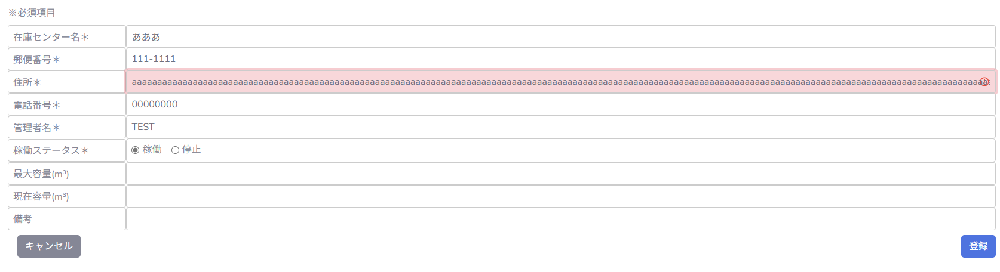 ※必須項目
在庫センター名＊ あああ
郵便番号＊ 111-1111
住所＊ aaaaaaaaaaaaaaaaaaaaaaaaaaaaaaaaaaaaaaaaaaaaaaaaaaaaaaaaaaaaaaaaaaaaaaaaaaaaaaaaaaaaaaaaaaaaaaaaaaaaaaaaaaaaaaaaaaaaaaaaaaaaaaaaaaaaaaaaaaaaaaaaaaaaaaaaaaaaaaaaaaaaaaaaa
電話番号＊ 00000000
管理者名＊ TEST
稼働ステータス＊ 稼働 停止
最大容量(m³)
現在容量(m³)
備考
キャンセル 登録